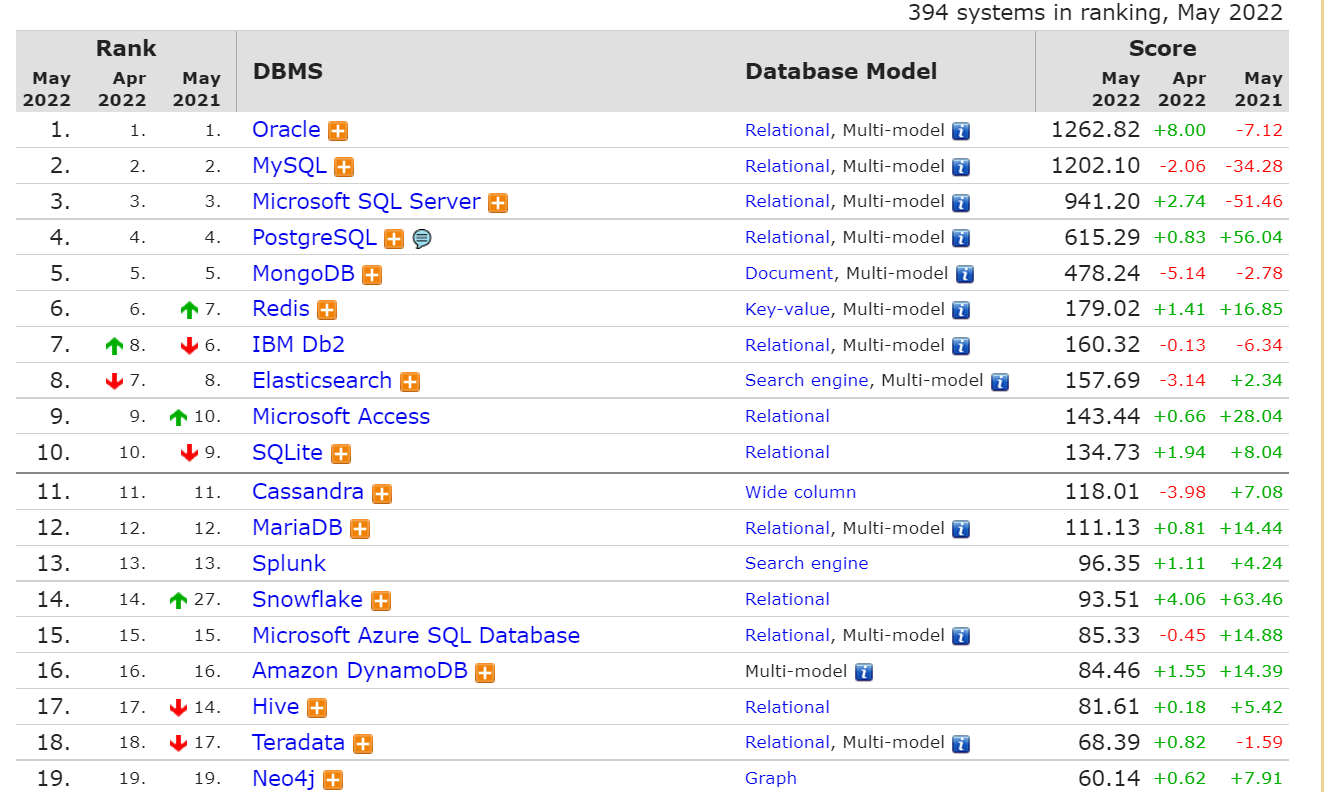 394 systems in ranking, May 2022
Rank DBMS Database Model Score
May 2022 Apr 2022 May 2021 May 2022 Apr 2022 May 2021
1. 1. 1. Oracle Relational, Multi-model 1262.82 +8.00 -7.12
2. 2. 2. MySQL Relational, Multi-model 1202.10 -2.06 -34.28
3. 3. 3. Microsoft SQL Server Relational, Multi-model 941.20 +2.74 -51.46
4. 4. 4. PostgreSQL Relational, Multi-model 615.29 +0.83 +56.04
5. 5. 5. MongoDB Document, Multi-model 478.24 -5.14 -2.78
6. 6. 7. Redis Key-value, Multi-model 179.02 +1.41 +16.85
7. 8. 6. IBM Db2 Relational, Multi-model 160.32 -0.13 -6.34
8. 7. 8. Elasticsearch Search engine, Multi-model 157.69 -3.14 +2.34
9. 9. 10. Microsoft Access Relational 143.44 +0.66 +28.04
10. 10. 9. SQLite Relational 134.73 +1.94 +8.04
11. 11. 11. Cassandra Wide column 118.01 -3.98 +7.08
12. 12. 12. MariaDB Relational, Multi-model 111.13 +0.81 +14.44
13. 13. 13. Splunk Search engine 96.35 +1.11 +4.24
14. 14. 27. Snowflake Relational 93.51 +4.06 +63.46
15. 15. 15. Microsoft Azure SQL Database Relational, Multi-model 85.33 -0.45 +14.88
16. 16. 16. Amazon DynamoDB Multi-model 84.46 +1.55 +14.39
17. 17. 14. Hive Relational 81.61 +0.18 +5.42
18. 18. 17. Teradata Relational, Multi-model 68.39 +0.82 -1.59
19. 19. 19. Neo4j Graph 60.14 +0.62 +7.91